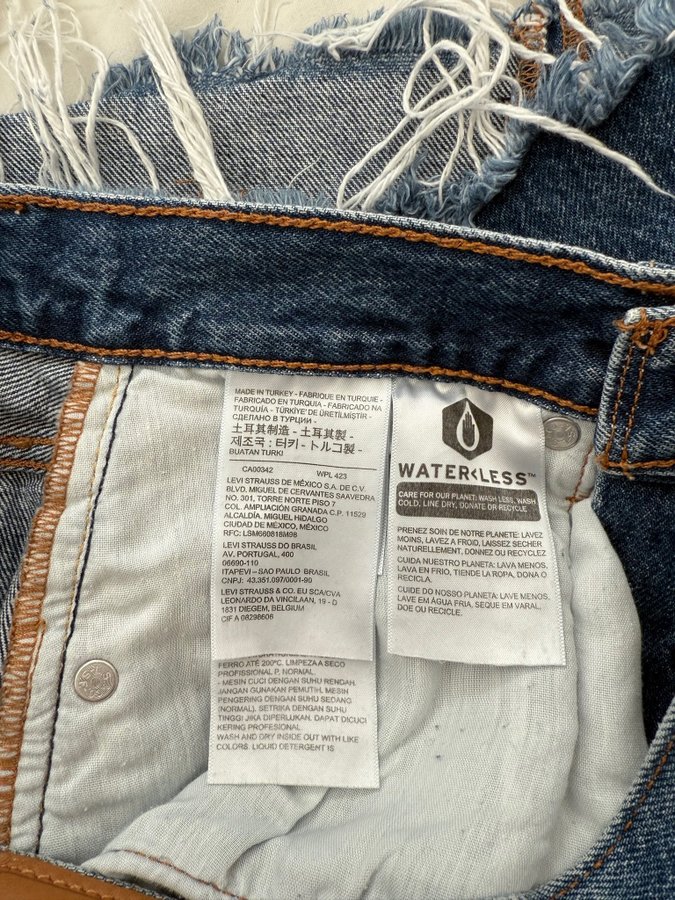 MADE IN TURKEY - FABRIQUE EN TURQUIE -
FABRICADO EN TURQUIA - FABRICADO NA
TURQUÍA - TÜRKİYE'DE ÜRETİLMİŞTİR
СДЕЛАНО В ТУРЦИИ -
土耳其制造 - 土耳其製 -
제조국 : 터키 - トルコ製 -
BUATAN TURKI
CA00342 WPL 423
LEVI STRAUSS DE MÉXICO S.A. DE C.V.
BLVD. MIGUEL DE CERVANTES SAAVEDRA
NO. 301, TORRE NORTE PISO 7
COL. AMPLIACIÓN GRANADA C.P. 11529
ALCALDÍA. MIGUEL HIDALGO
CIUDAD DE MÉXICO, MÉXICO
RFC: LSM660818M98
LEVI STRAUSS DO BRASIL
AV. PORTUGAL, 400
06690-110
ITAPEVI – SAO PAULO BRASIL
CNPJ: 43.351.097/0001-90
LEVI STRAUSS & CO. EU SCA/CVA
LEONARDO DA VINCILAAN, 19 - D
1831 DIEGEM, BELGIUM
CIF A 08298606
FERRO ATÉ 200ºC. LIMPEZA A SECO
PROFISSIONAL P, NORMAL.
- MESIN CUCI DENGAN SUHU RENDAH.
JANGAN GUNAKAN PEMUTIH. MESIN
PENGERING DENGAN SUHU SEDANG
(NORMAL). SETRIKA DENGAN SUHU
TINGGI JIKA DIPERLUKAN. DAPAT DICUCI
KERING PROFESIONAL.
WASH AND DRY INSIDE OUT WITH LIKE
COLORS. LIQUID DETERGENT IS
WATER<LESS™
CARE FOR OUR PLANET: WASH LESS, WASH
COLD, LINE DRY, DONATE OR RECYCLE.
PRENEZ SOIN DE NOTRE PLANETE: LAVEZ
MOINS, LAVEZ A FROID, LAISSEZ SECHER
NATURELLEMENT, DONNEZ OU RECYCLEZ
CUIDA NUESTRO PLANETA: LAVA MENOS,
LAVA EN FRIO, TIENDE LA ROPA, DONA O
RECICLA.
CUIDE DO NOSSO PLANETA: LAVE MENOS,
LAVE EM AGUA FRIA, SEQUE EM VARAL,
DOE OU RECICLE.